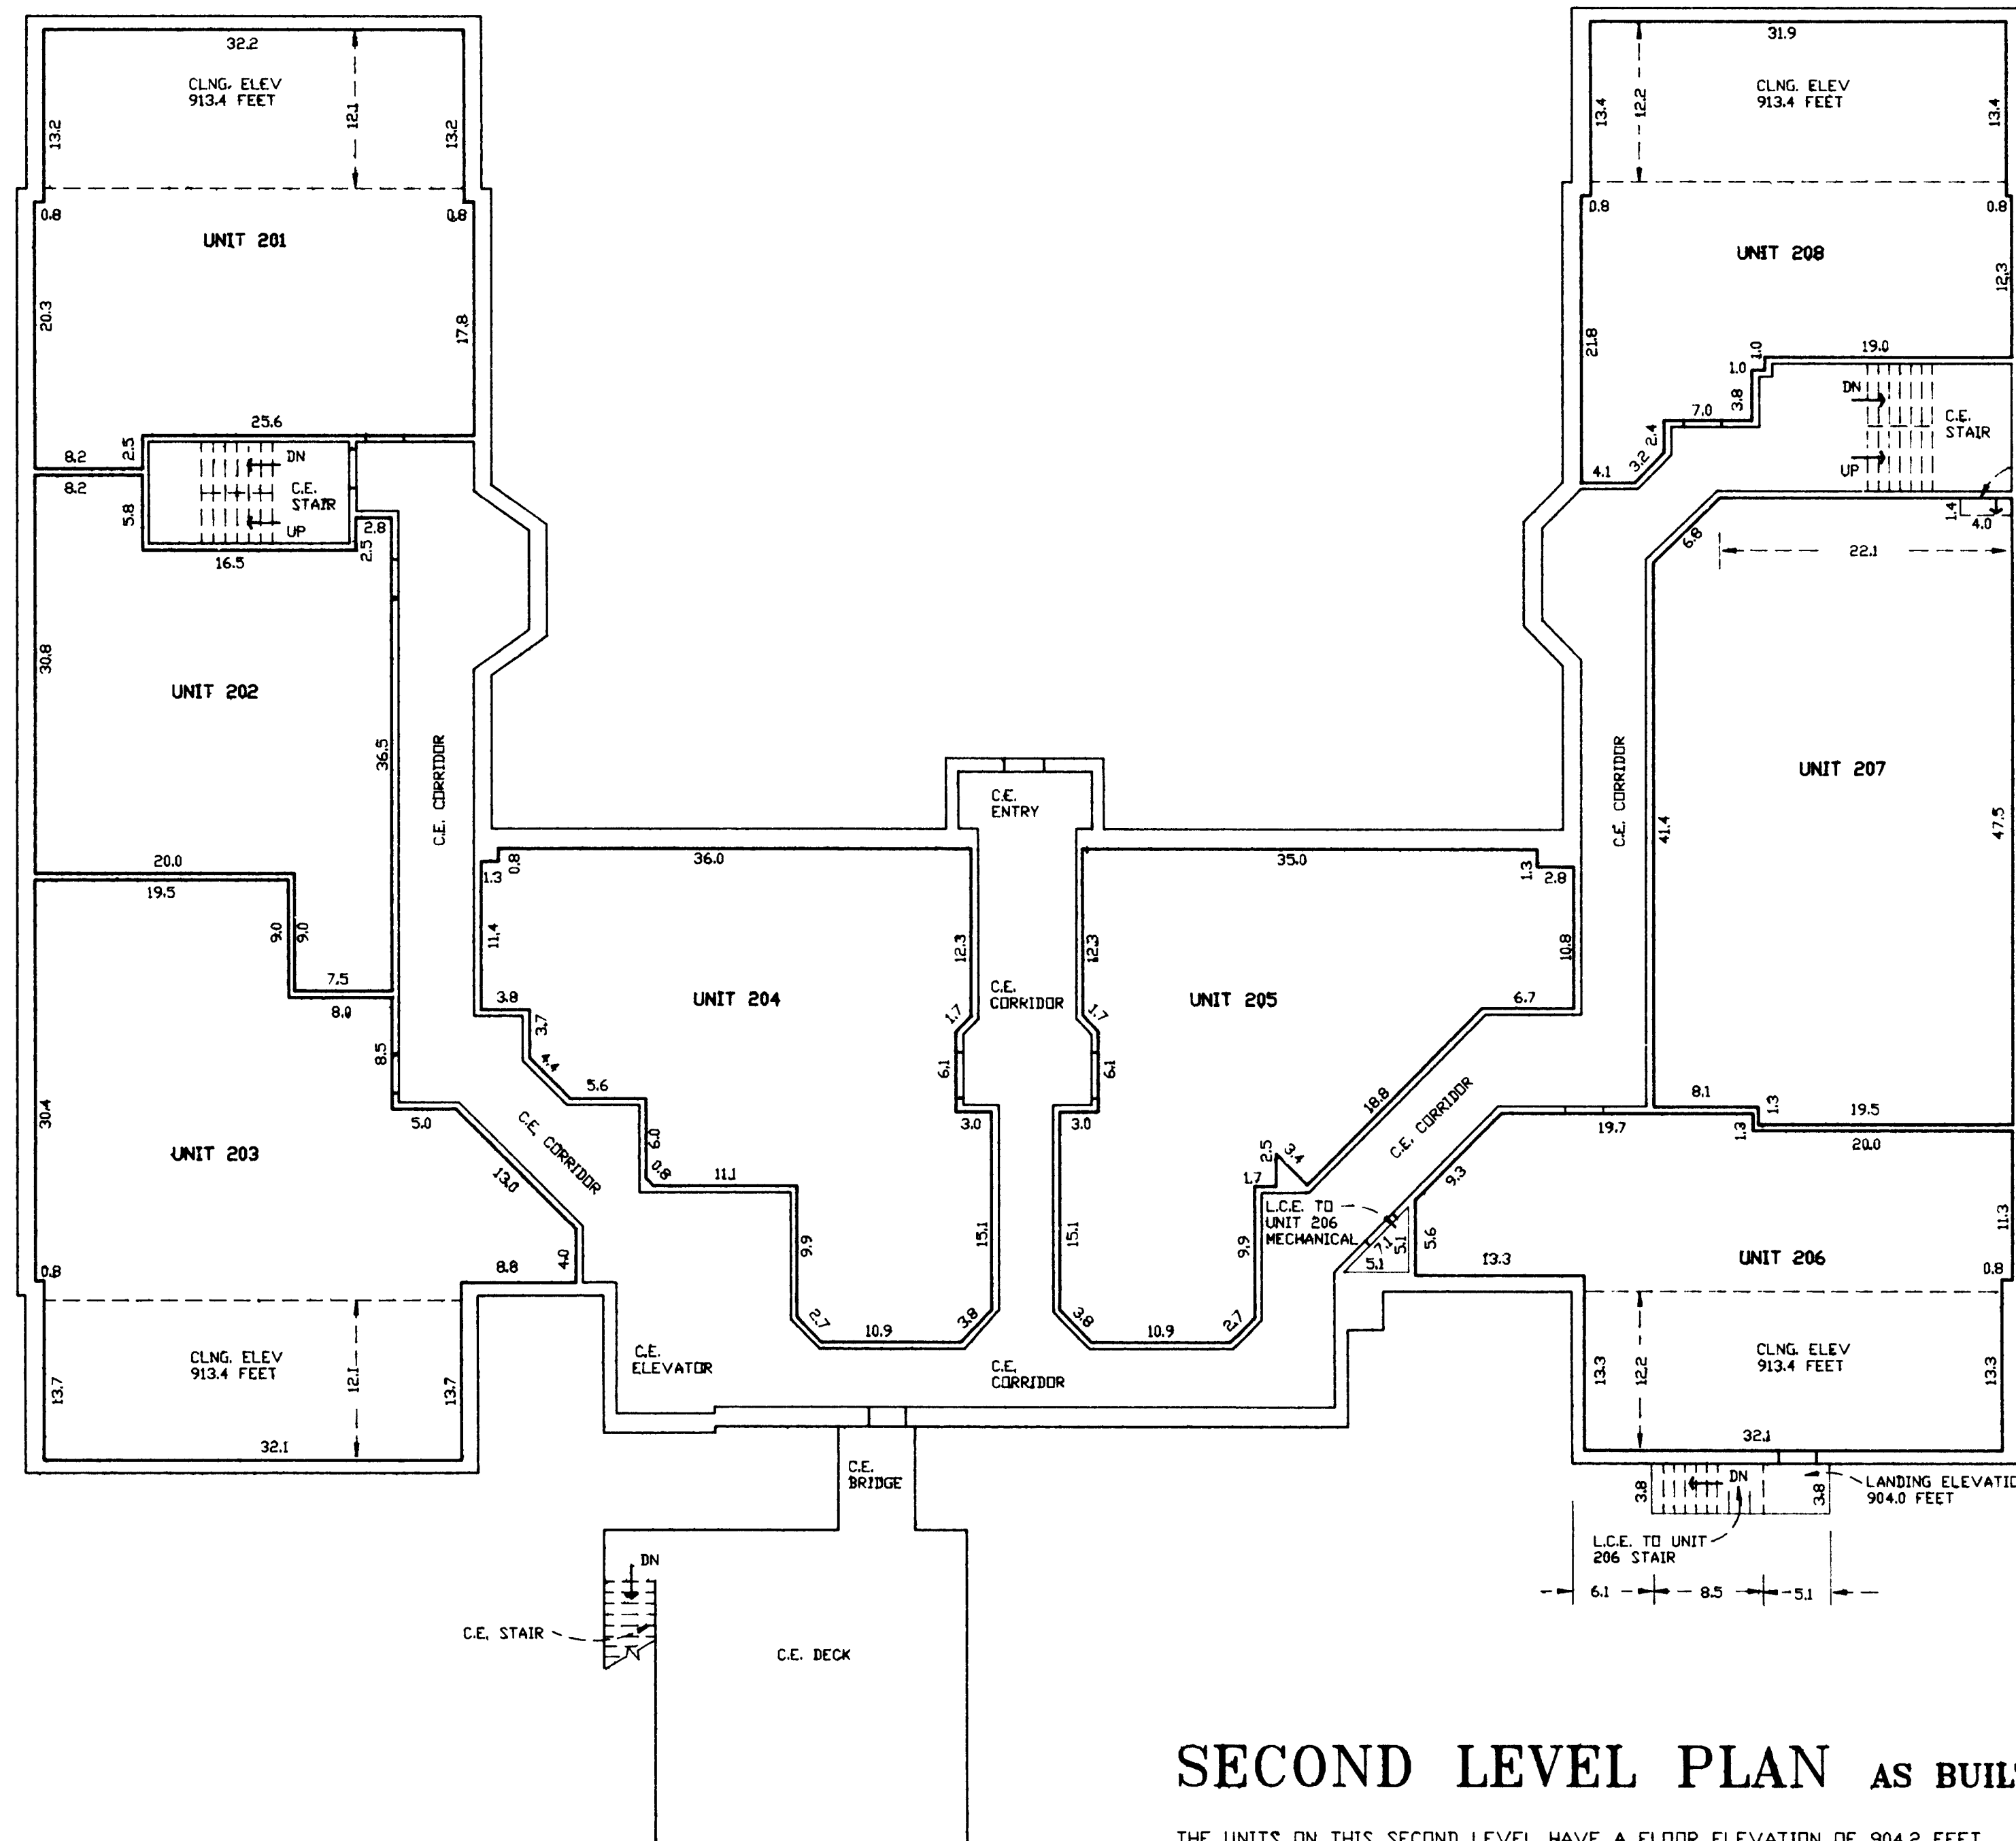 32.2
CLNG. ELEV
913.4 FEET
12.1
13.2
13.2
0.8
0.8
UNIT 201
20.3
17.8
25.6
2.5
8.2
8.2
5.8
DN
C.E.
STAIR
UP
2.8
2.5
16.5
30.8
UNIT 202
36.5
C.E. CORRIDOR
20.0
19.5
9.0
9.0
7.5
8.0
8.5
5.0
30.4
UNIT 203
13.0
C.E. CORRIDOR
4.0
8.8
0.8
CLNG. ELEV
913.4 FEET
12.1
13.7
13.7
32.1
C.E.
ENTRY
36.0
0.8
1.3
11.4
12.3
3.8
3.7
4.4
5.6
UNIT 204
1.7
6.1
6.0
0.8
11.1
3.0
15.1
9.9
2.7
10.9
3.8
C.E.
CORRIDOR
35.0
1.3
2.8
12.3
10.8
UNIT 205
6.7
1.7
6.1
3.0
18.8
C.E. CORRIDOR
2.5
3.4
1.7
15.1
9.9
3.8
10.9
2.7
C.E.
ELEVATOR
C.E.
CORRIDOR
C.E.
BRIDGE
DN
C.E. STAIR
C.E. DECK
31.9
CLNG. ELEV
913.4 FEET
13.4
12.2
13.4
0.8
0.8
UNIT 208
12.3
21.8
1.0
1.0
19.0
3.8
7.0
2.4
3.2
4.1
DN
C.E.
STAIR
UP
1.4
4.0
6.8
22.1
UNIT 207
C.E. CORRIDOR
41.4
47.5
8.1
1.3
19.5
19.7
1.3
20.0
9.3
L.C.E. TO
UNIT 206
MECHANICAL
7.1
5.1
5.1
5.6
13.3
UNIT 206
11.3
0.8
CLNG. ELEV
913.4 FEET
13.3
12.2
13.3
32.1
3.8
DN
3.8
LANDING ELEVATIO
904.0 FEET
L.C.E. TO UNIT
206 STAIR
6.1
8.5
5.1
SECOND LEVEL PLAN AS BUIL
THE UNITS ON THIS SECOND LEVEL HAVE A FLOOR ELEVATION OF 904.2 FEET